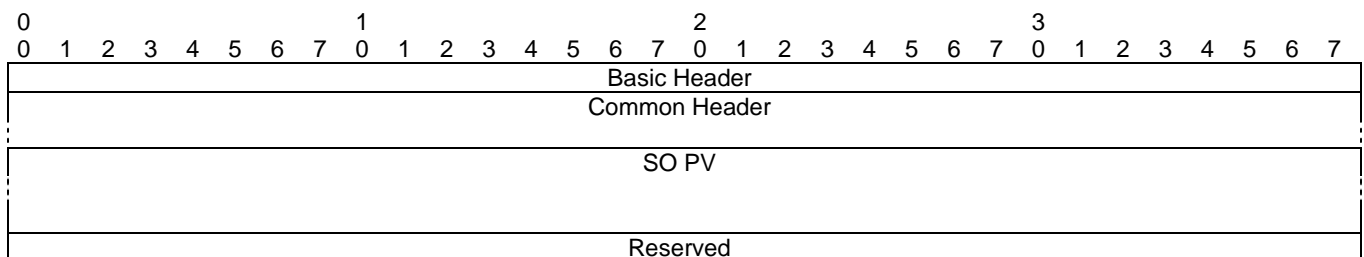 0 1 2 3
0 1 2 3 4 5 6 7 0 1 2 3 4 5 6 7 0 1 2 3 4 5 6 7 0 1 2 3 4 5 6 7
Basic Header
Common Header
SO PV
Reserved